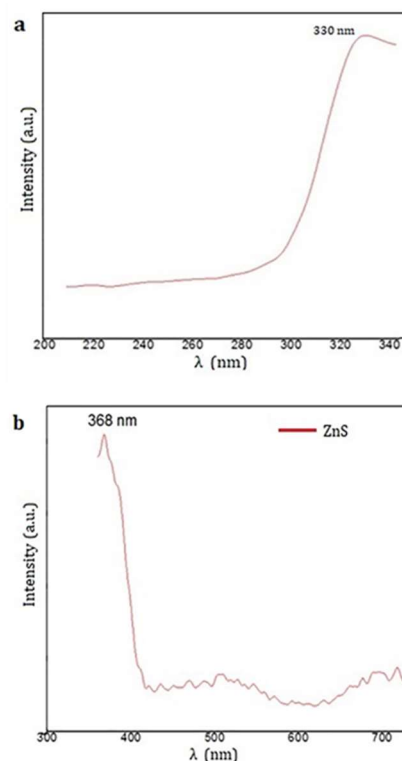 a
330 nm
Intensity (a.u.)
200 220 240 260 280 300 320 340
λ (nm)
b
368 nm
ZnS
Intensity (a.u.)
300 400 500 600 700
λ (nm)